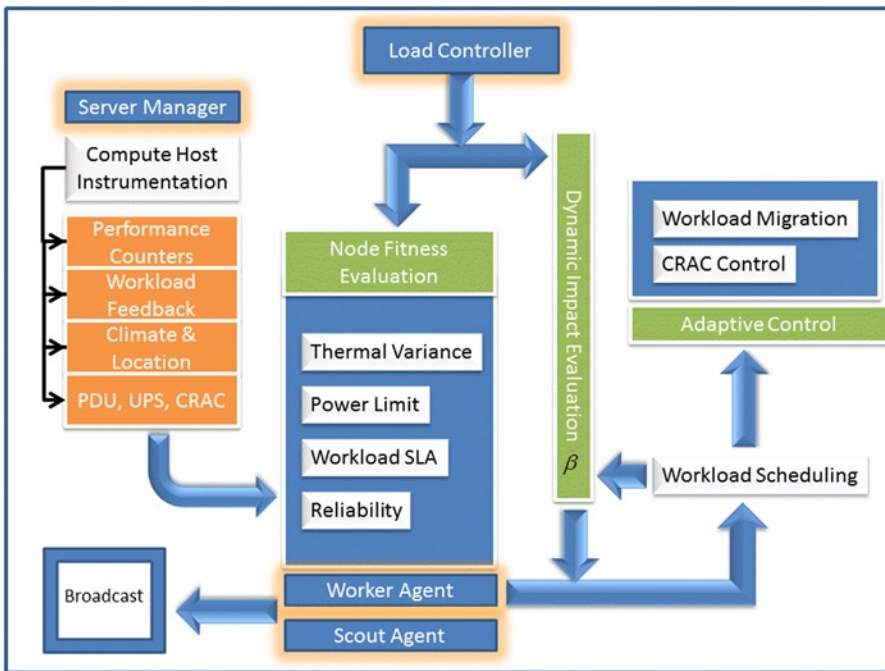 Load Controller
Server Manager
Compute Host
Instrumentation
Performance
Counters
Workload
Feedback
Climate &
Location
PDU, UPS, CRAC
Node Fitness
Evaluation
Thermal Variance
Power Limit
Workload SLA
Reliability
Dynamic Impact Evaluation
β
Workload Migration
CRAC Control
Adaptive Control
Workload Scheduling
Broadcast
Worker Agent
Scout Agent